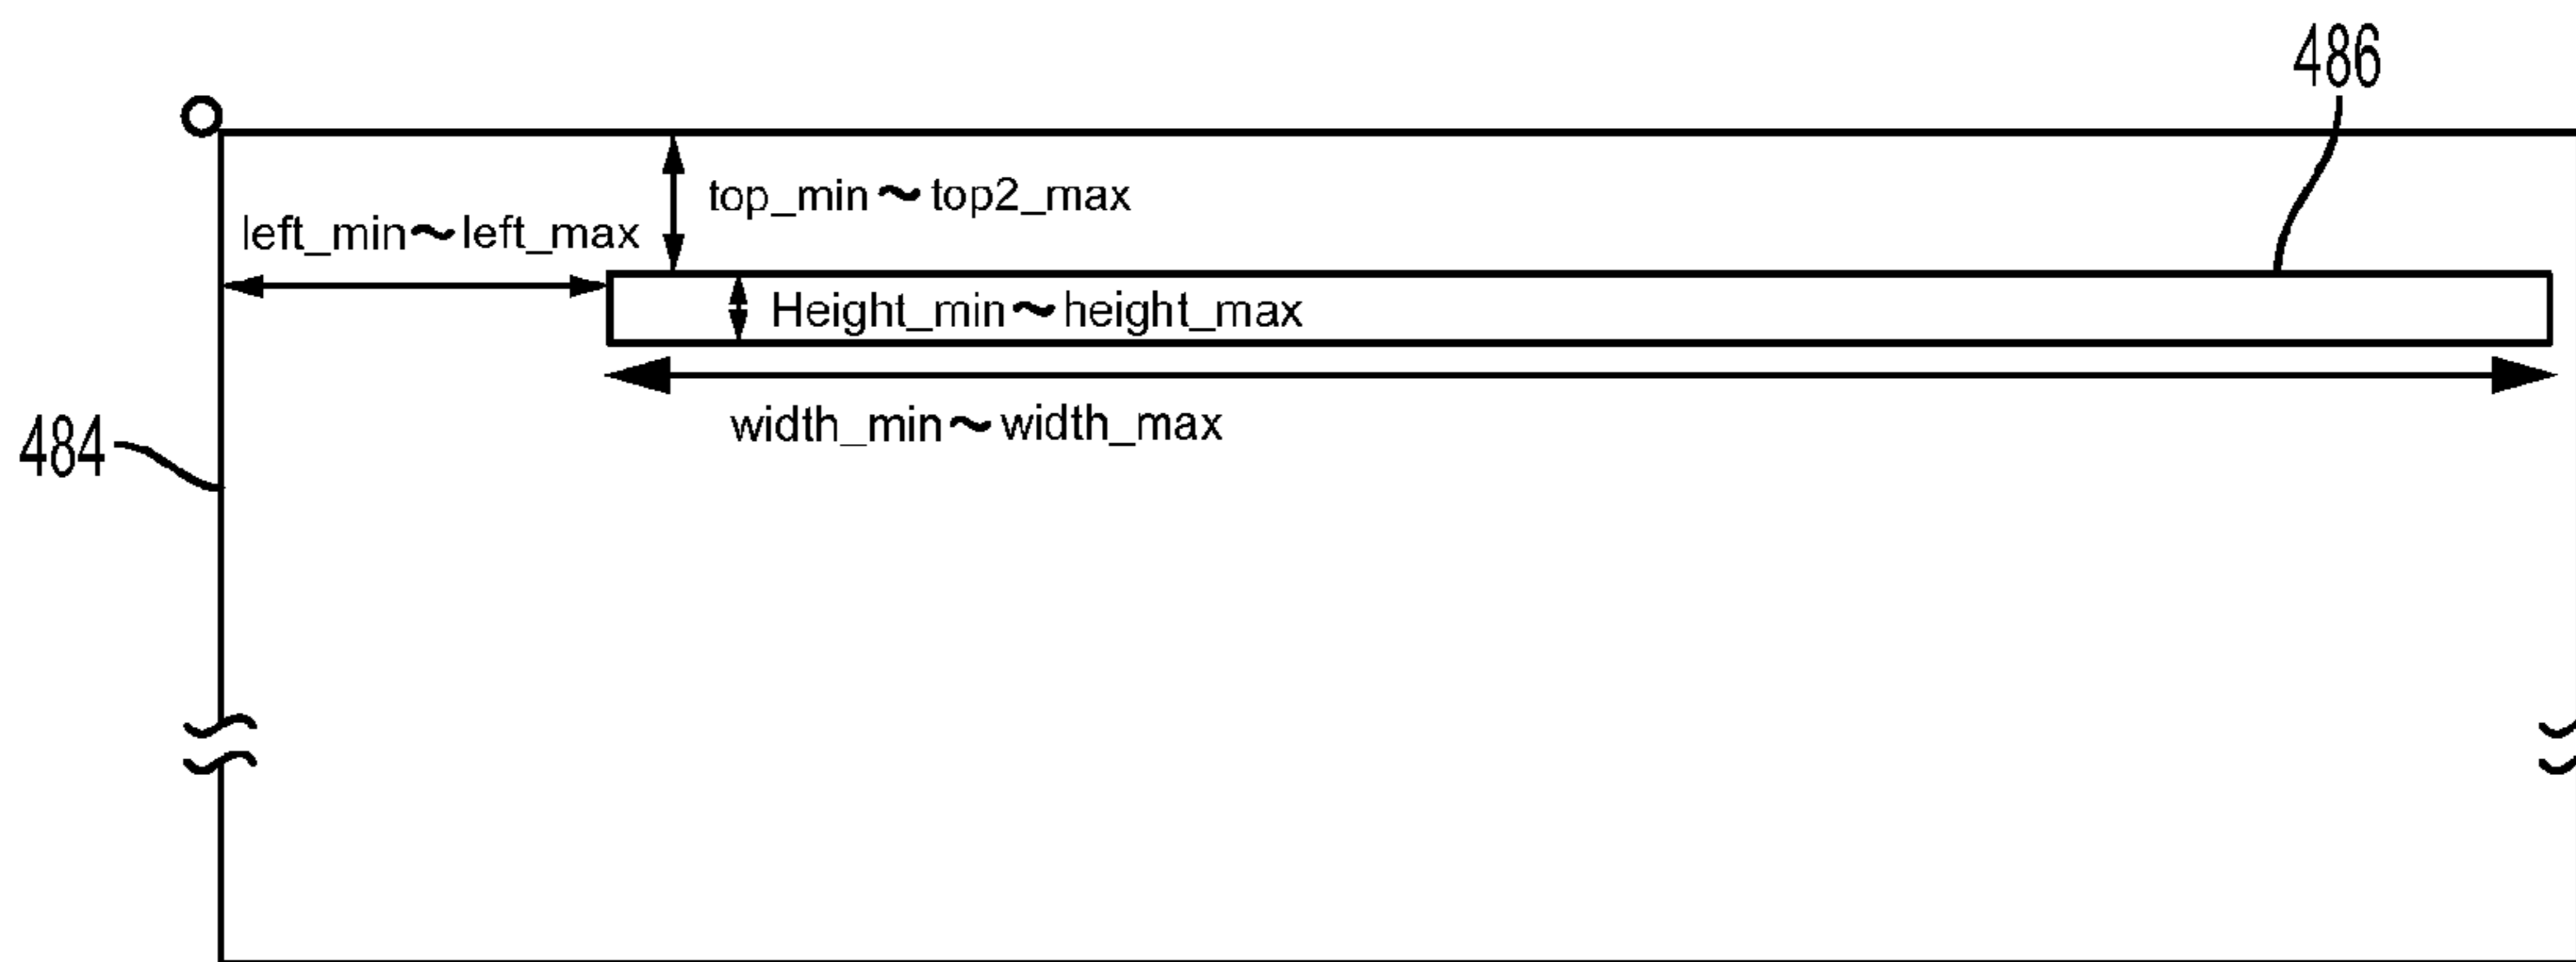 486
top_min~top2_max
left_min~left_max
Height_min~height_max
width_min~width_max
484